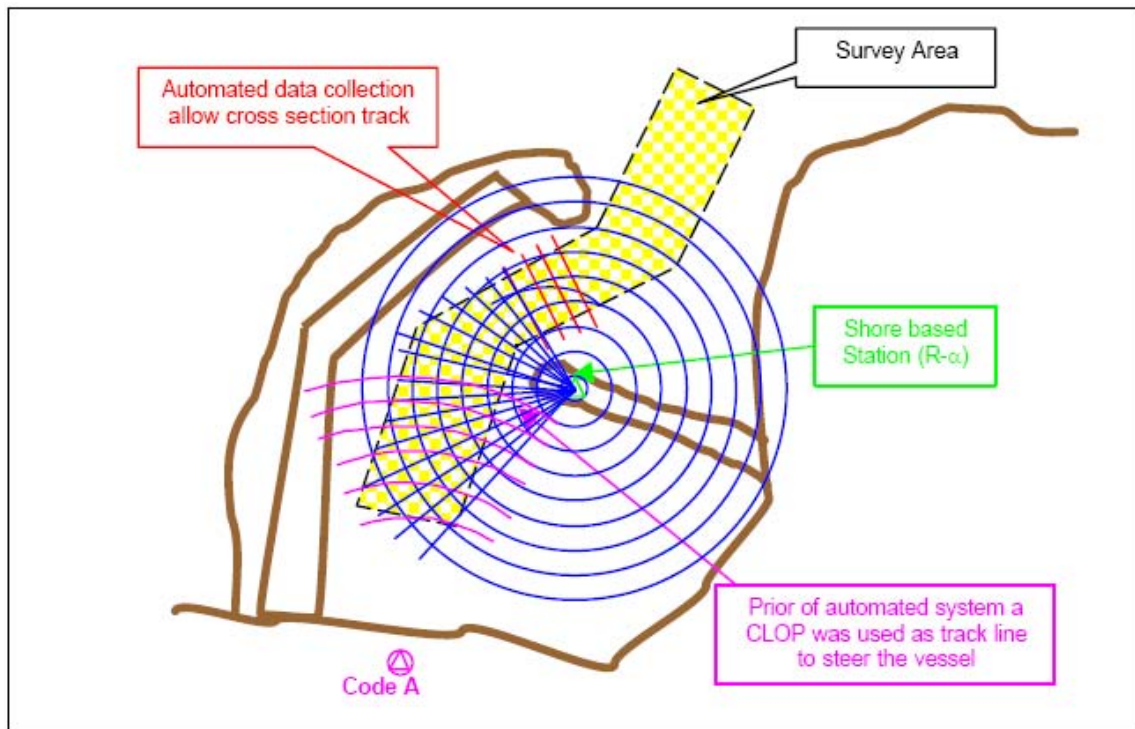 Survey Area
Automated data collection
allow cross section track
Shore based
Station (R-α)
Prior of automated system a
CLOP was used as track line
to steer the vessel
Code A